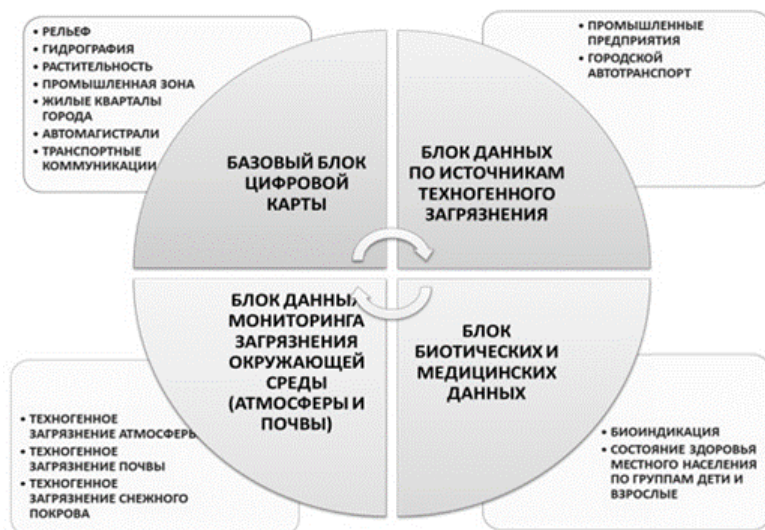 • РЕЛЬЕФ
• ГИДРОГРАФИЯ
• РАСТИТЕЛЬНОСТЬ
• ПРОМЫШЛЕННАЯ ЗОНА
• ЖИЛЫЕ КВАРТАЛЫ
ГОРОДА
• АВТОМАГИСТРАЛИ
• ТРАНСПОРТНЫЕ
КОММУНИКАЦИИ
• ПРОМЫШЛЕННЫЕ
ПРЕДПРИЯТИЯ
• ГОРОДСКОЙ
АВТОТРАНСПОРТ
БАЗОВЫЙ БЛОК
ЦИФРОВОЙ
КАРТЫ
БЛОК ДАННЫХ
ПО ИСТОЧНИКАМ
ТЕХНОГЕННОГО
ЗАГРЯЗНЕНИЯ
БЛОК ДАННЫХ
МОНИТОРИНГА
ЗАГРЯЗНЕНИЯ
ОКРУЖАЮЩЕЙ
СРЕДЫ
(АТМОСФЕРЫ И
ПОЧВЫ)
БЛОК
БИОТИЧЕСКИХ И
МЕДИЦИНСКИХ
ДАННЫХ
• ТЕХНОГЕННОЕ
ЗАГРЯЗНЕНИЕ АТМОСФЕРЫ
• ТЕХНОГЕННОЕ
ЗАГРЯЗНЕНИЕ ПОЧВЫ
• ТЕХНОГЕННОЕ
ЗАГРЯЗНЕНИЕ СНЕЖНОГО
ПОКРОВА
• БИОИНДИКАЦИЯ
• СОСТОЯНИЕ ЗДОРОВЬЯ
МЕСТНОГО НАСЕЛЕНИЯ
ПО ГРУППАМ ДЕТИ И
ВЗРОСЛЫЕ